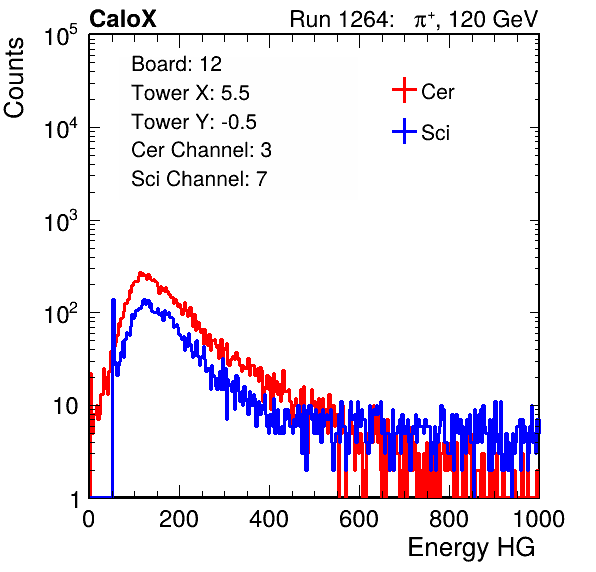 CaloX Run 1264: π⁺, 120 GeV
Counts
Board: 12
Tower X: 5.5
Tower Y: -0.5
Cer Channel: 3
Sci Channel: 7
Cer
Sci
10⁵
10⁴
10³
10²
10
1
0 200 400 600 800 1000
Energy HG